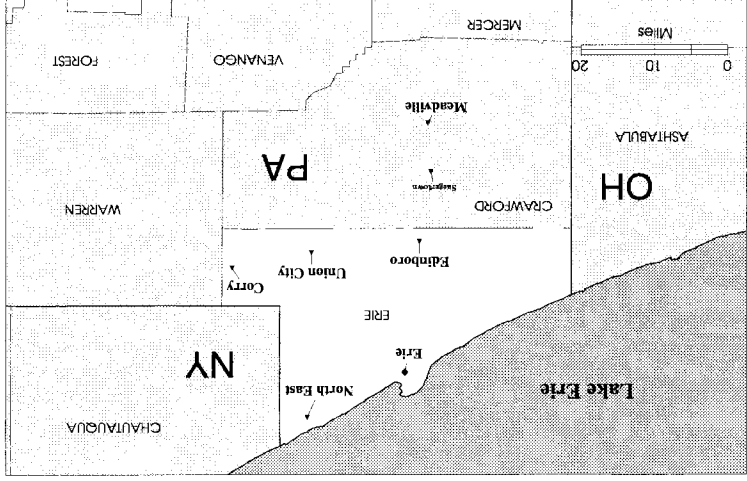 CHAUTAUQUA
Lake Erie
North East
NY
Erie
ERIE
Corry
Union City
Edinboro
WARREN
CRAWFORD
OH
Saegertown
PA
ASHTABULA
Meadville
0 10 20
Miles
VENANGO
FOREST
MERCER